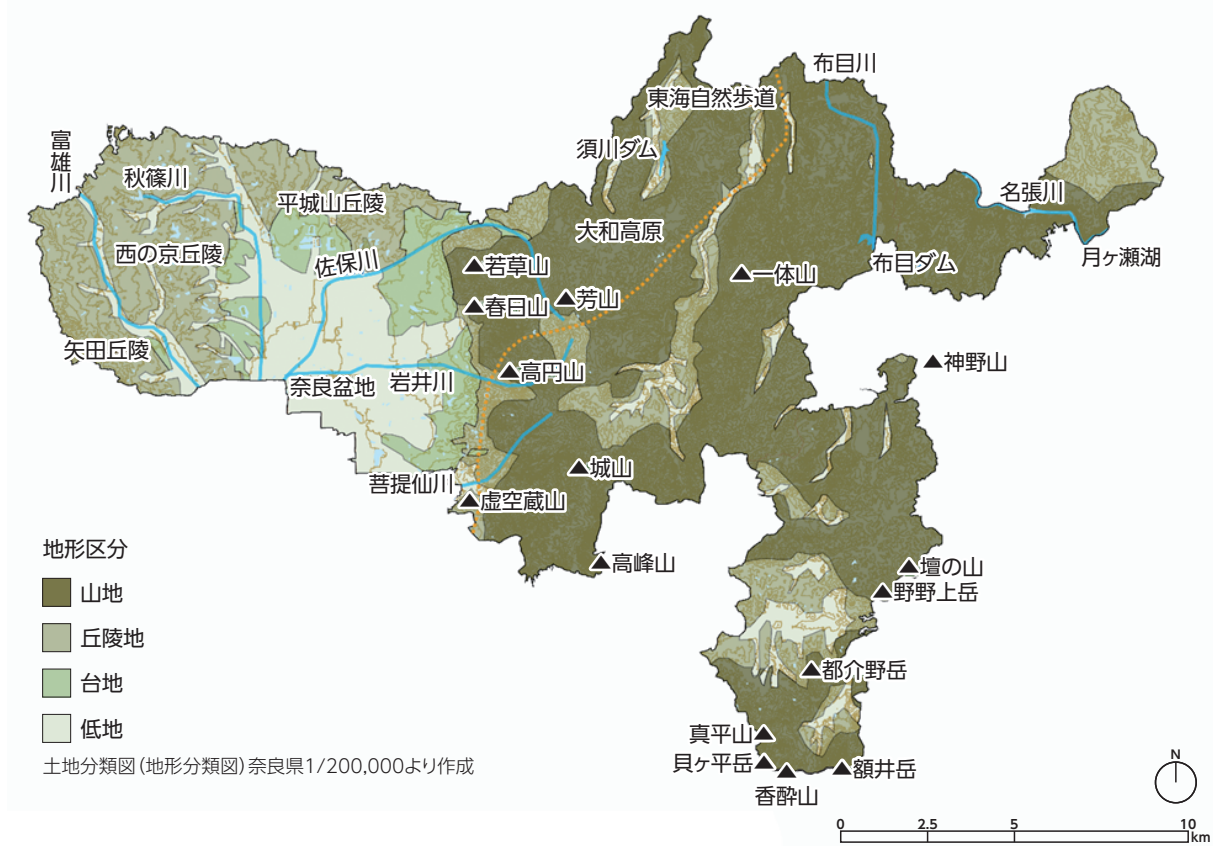 布目川
東海自然歩道
富雄川
須川ダム
秋篠川
名張川
平城山丘陵
大和高原
西の京丘陵
佐保川
若草山
一体山
布目ダム
月ヶ瀬湖
春日山
芳山
矢田丘陵
神野山
高円山
奈良盆地
岩井川
城山
菩提仙川
虚空蔵山
地形区分
高峰山
壇の山
野野上岳
山地
丘陵地
都介野岳
台地
低地
真平山
貝ヶ平岳
額井岳
香酔山
土地分類図(地形分類図)奈良県1/200,000より作成
N
0 2.5 5 10
km